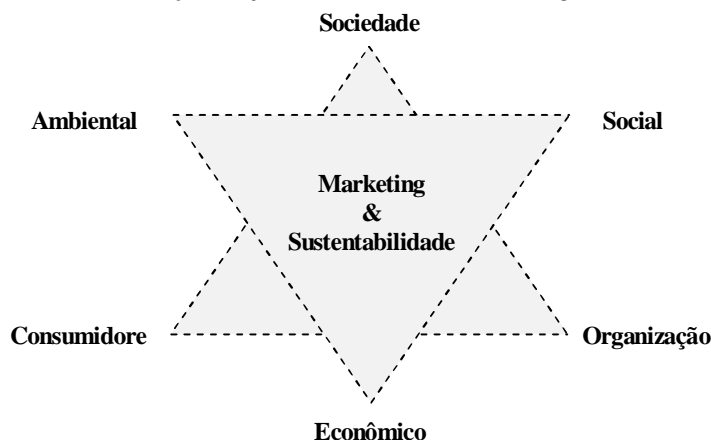 Sociedade
Ambiental
Social
Marketing
&
Sustentabilidade
Consumidore
Organização
Econômico